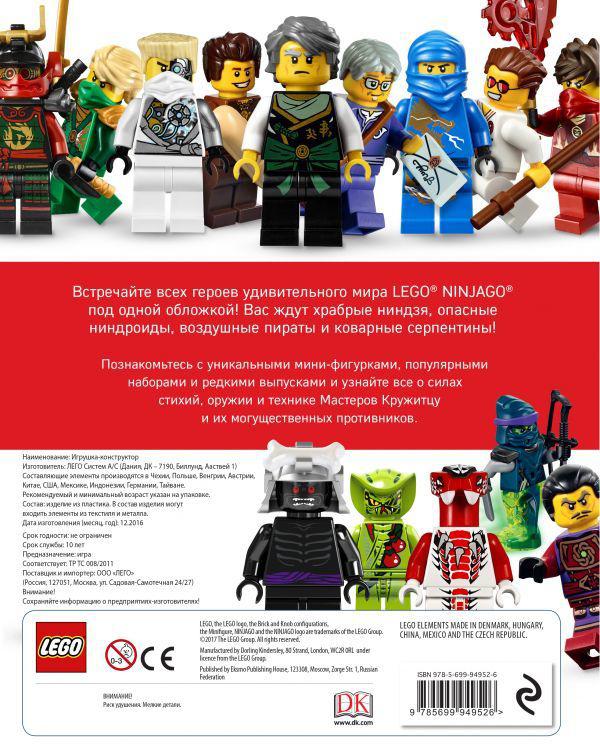 Встречайте всех героев удивительного мира LEGO® NINJAGO®
под одной обложкой! Вас ждут храбрые ниндзя, опасные
ниндроиды, воздушные пираты и коварные серпентины!
Познакомьтесь с уникальными мини-фигурками, популярными
наборами и редкими выпусками и узнайте все о силах
стихий, оружии и технике Мастеров Кружитцу
и их могущественных противников.
Наименование: Игрушка-конструктор
Изготовитель: ЛЕГО Систем А/С (Дания, ДК – 7190, Биллунд, Ааствей 1)
Составляющие элементы производятся в Чехии, Польше, Венгрии, Австрии,
Китае, США, Мексике, Индонезии, Германии, Тайване.
Рекомендуемый и минимальный возраст указан на упаковке.
Состав: изделие из пластика. В состав изделия могут
входить элементы из текстиля и металла.
Дата изготовления (месяц, год): 12.2016
Срок годности: не ограничен
Срок службы: 10 лет
Предназначение: игра
Соответствует: ТР ТС 008/2011
Поставщик и импортер: ООО «ЛЕГО»
(Россия, 127051, Москва, ул. Садовая-Самотечная 24/27)
Внимание!
Сохраняйте информацию о предприятиях-изготовителях!
LEGO
0-3
CE
ВНИМАНИЕ!
Риск удушения. Мелкие детали.
LEGO, the LEGO logo, the Brick and Knob configurations,
the Minifigure, NINJAGO and the NINJAGO logo are trademarks of the LEGO Group.
©2017 The LEGO Group. All rights reserved.
Manufactured by Dorling Kindersley, 80 Strand, London, WC2R 0RL under
licence from the LEGO Group.
Published by Eksmo Publishing House, 123308, Moscow, Zorge Str. 1, Russian
Federation
DK
LEGO ELEMENTS MADE IN DENMARK, HUNGARY,
CHINA, MEXICO AND THE CZECH REPUBLIC.
ISBN 978-5-699-94952-6
9 785699 949526 >